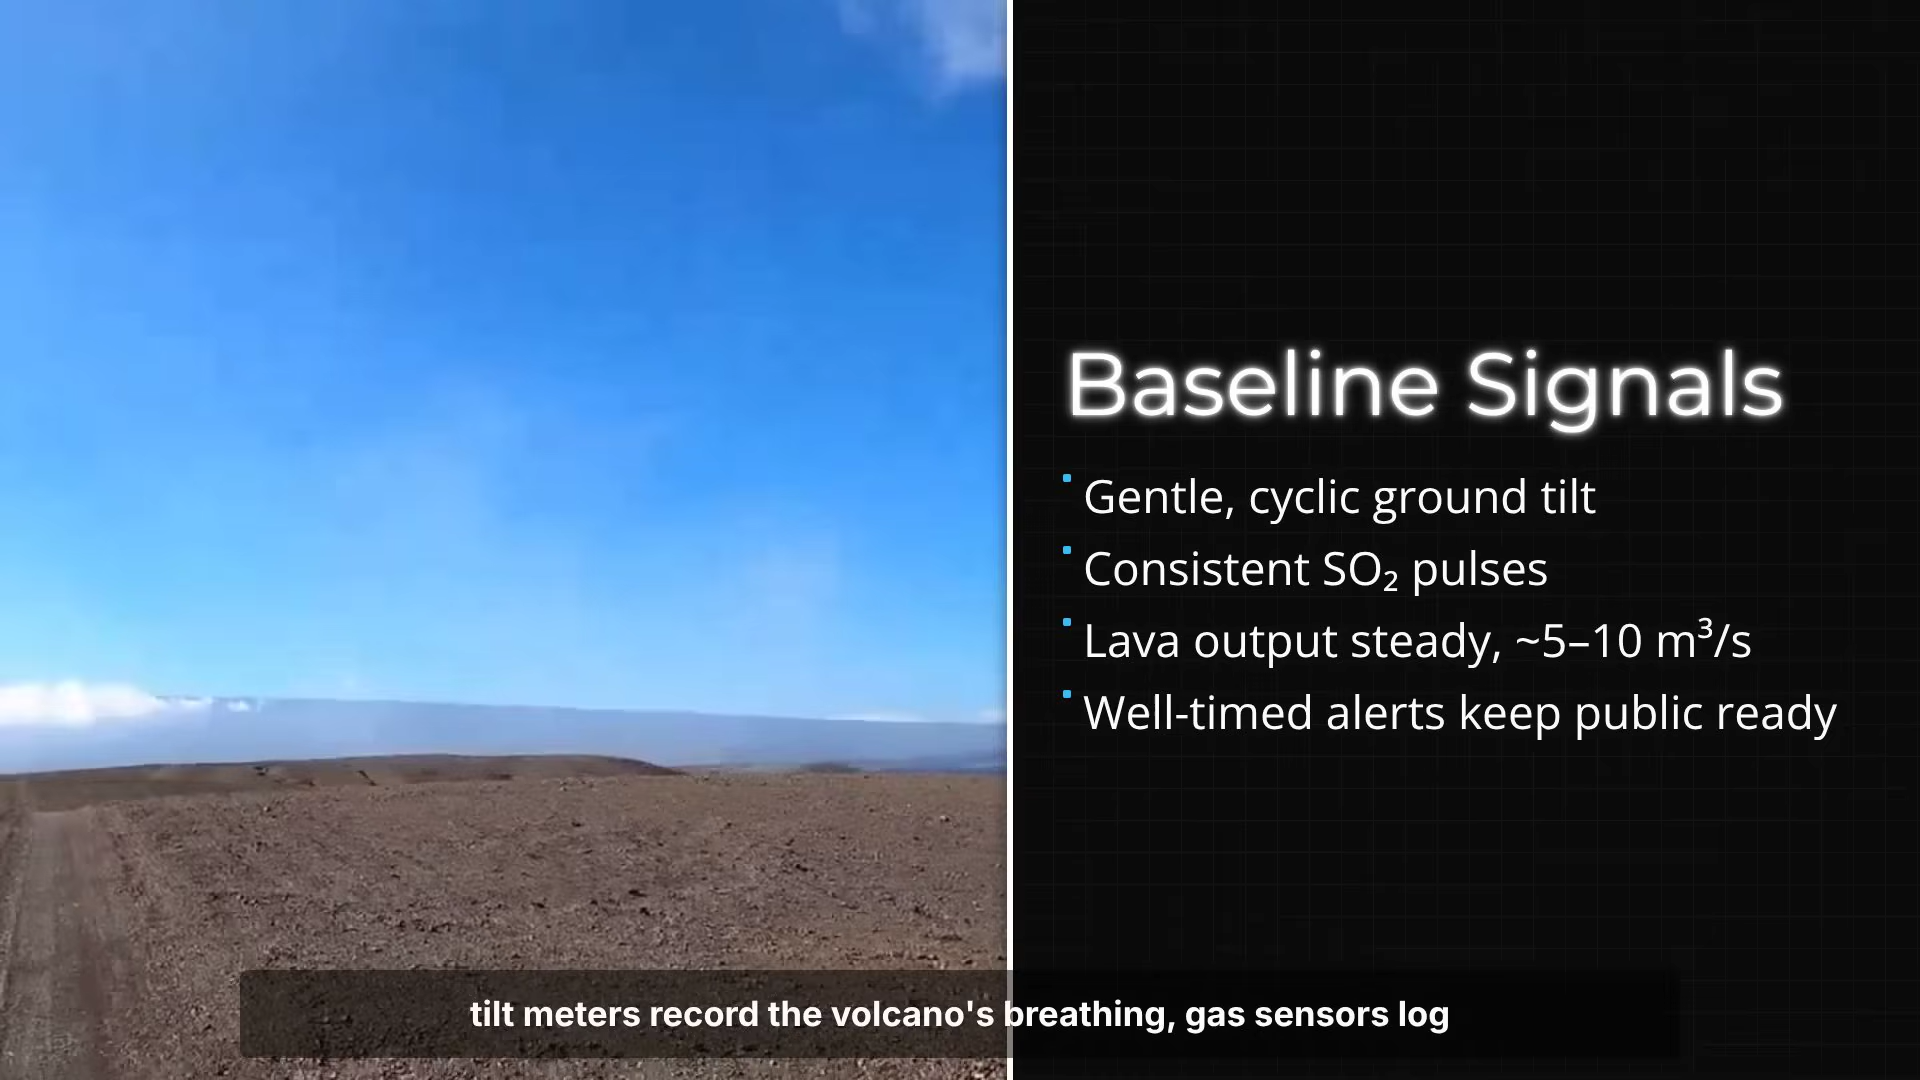 Baseline Signals
Gentle, cyclic ground tilt
Consistent SO₂ pulses
Lava output steady, ~5–10 m³/s
Well-timed alerts keep public ready
tilt meters record the volcano's breathing, gas sensors log